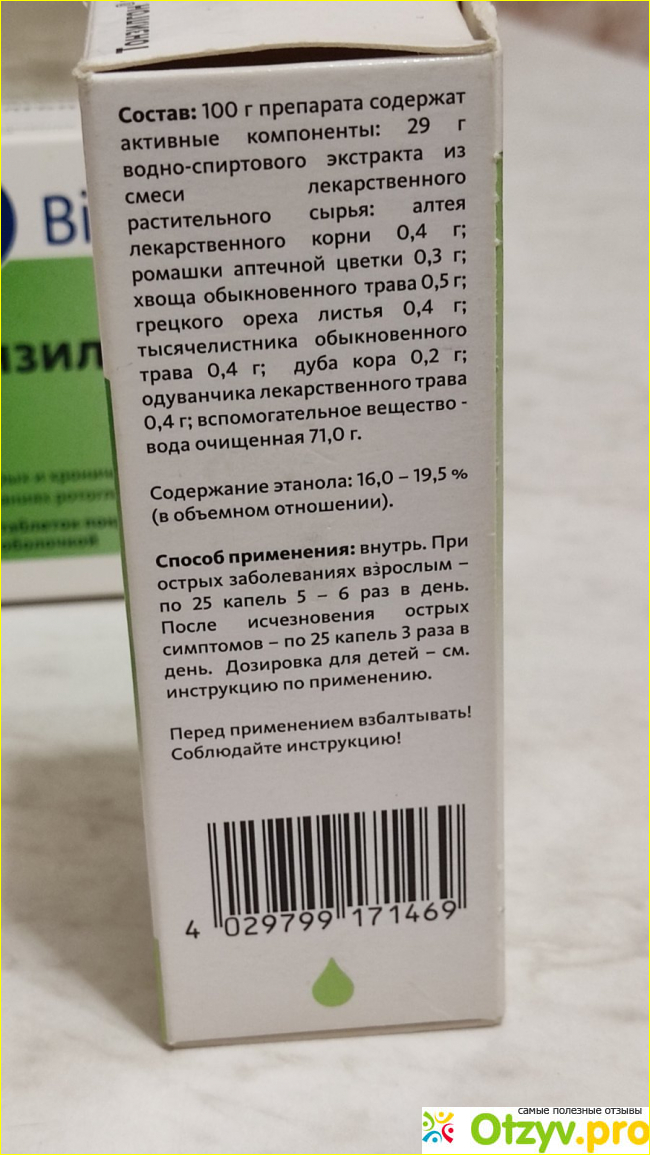 Тонзилгон
Состав: 100 г препарата содержат
активные компоненты: 29 г
водно-спиртового экстракта из
смеси лекарственного
растительного сырья: алтея
лекарственного корни 0,4 г;
ромашки аптечной цветки 0,3 г;
хвоща обыкновенного трава 0,5 г;
грецкого ореха листья 0,4 г;
тысячелистника обыкновенного
трава 0,4 г; дуба кора 0,2 г;
одуванчика лекарственного трава
0,4 г; вспомогательное вещество -
вода очищенная 71,0 г.
Содержание этанола: 16,0 – 19,5 %
(в объемном отношении).
Способ применения: внутрь. При
острых заболеваниях взрослым –
по 25 капель 5 – 6 раз в день.
После исчезновения острых
симптомов – по 25 капель 3 раза в
день. Дозировка для детей – см.
инструкцию по применению.
Перед применением взбалтывать!
Соблюдайте инструкцию!
4 029799 171469
Bi
зил
таблеток
оболочкой
самые полезные отзывы
Otzyv.pro